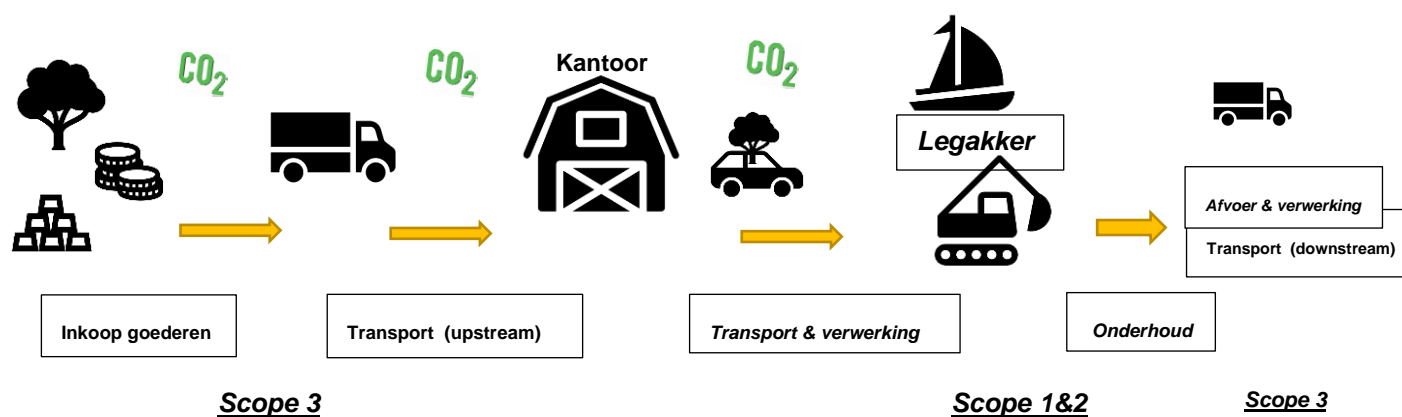 CO2
CO2
Kantoor
CO2
Legakker
Afvoer & verwerking
Transport (downstream)
Inkoop goederen
Transport (upstream)
Transport & verwerking
Onderhoud
Scope 3
Scope 1&2
Scope 3